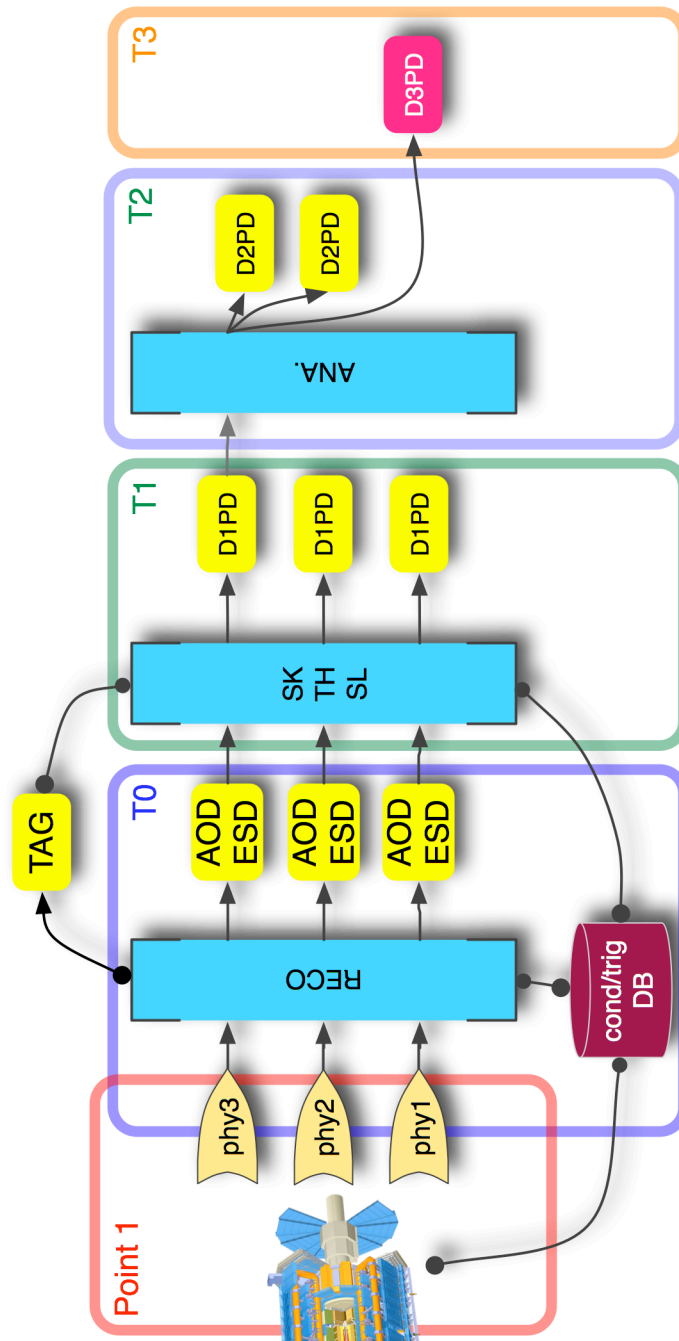 Point 1
T0
T1
T2
T3
TAG
phy3
phy2
phy1
RECO
AOD
ESD
AOD
ESD
AOD
ESD
SK
TH
SL
D1PD
D1PD
D1PD
ANA.
D2PD
D2PD
D3PD
cond/trig
DB